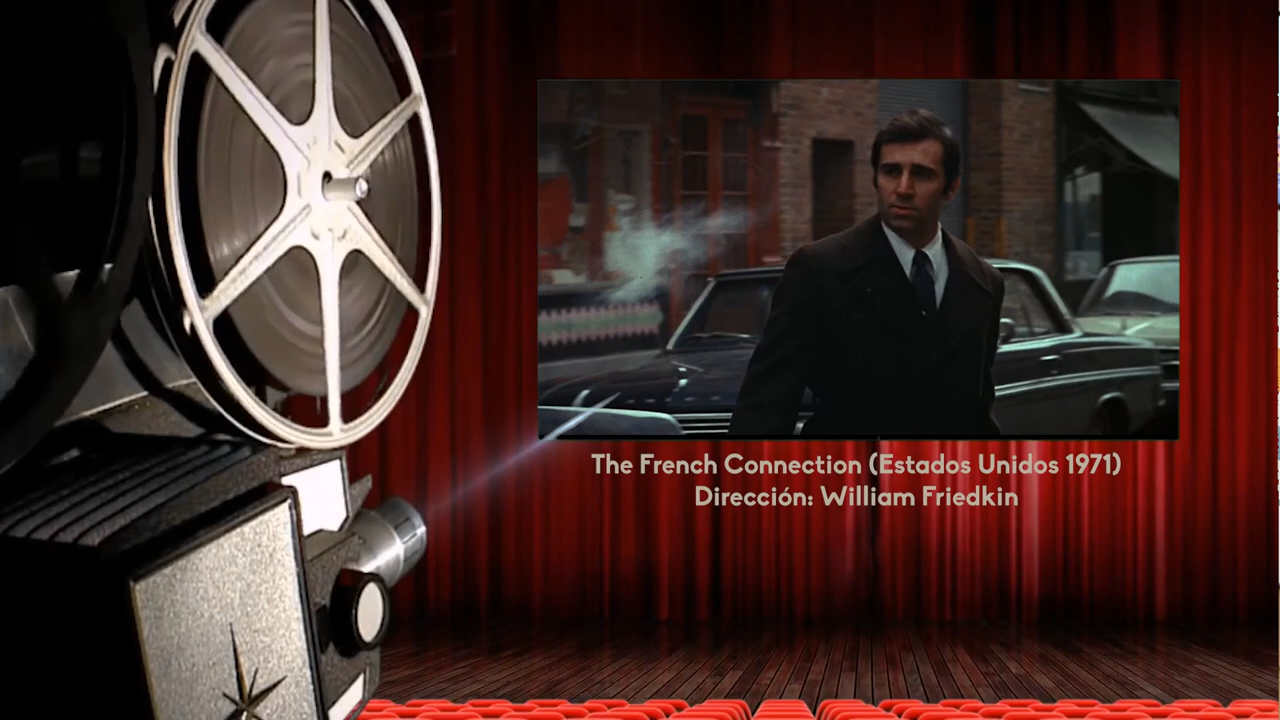 The French Connection (Estados Unidos 1971)
Dirección: William Friedkin